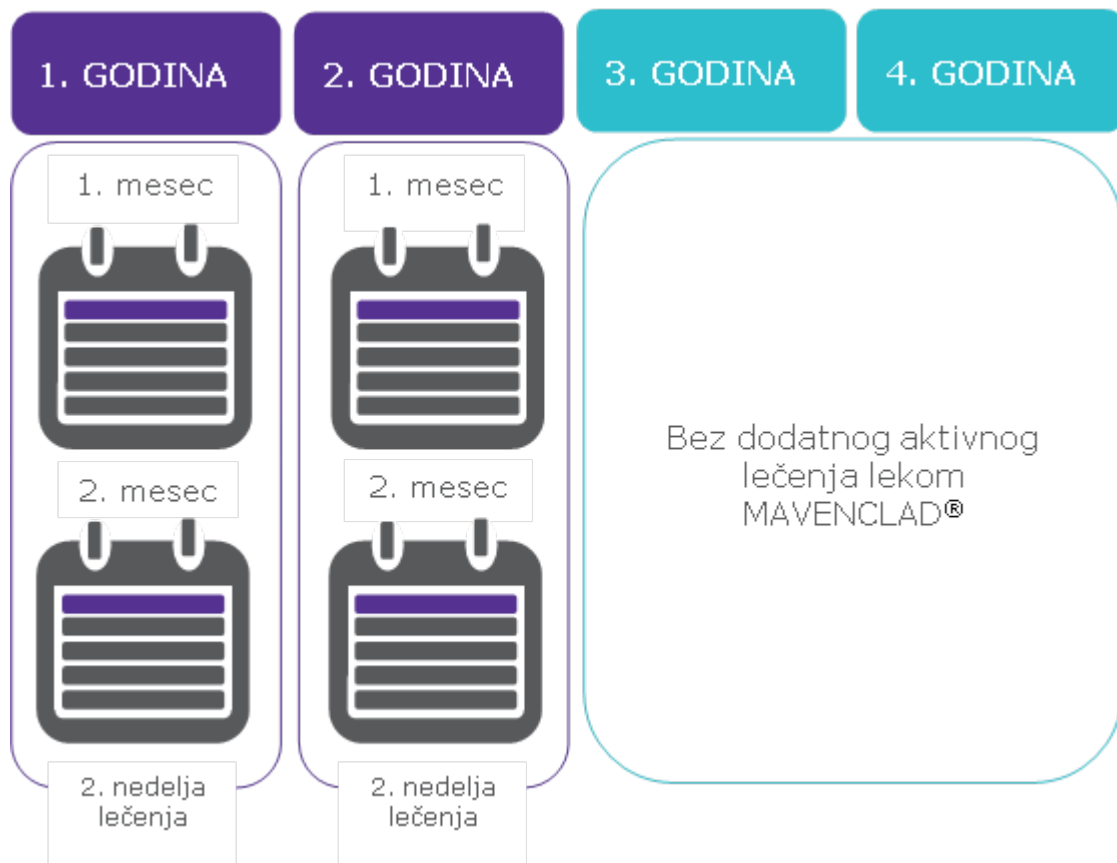 1. GODINA
2. GODINA
3. GODINA
4. GODINA
1. mesec
1. mesec
2. mesec
2. mesec
2. nedelja
lečenja
2. nedelja
lečenja
Bez dodatnog aktivnog
lečenja lekom
MAVENCLAD®